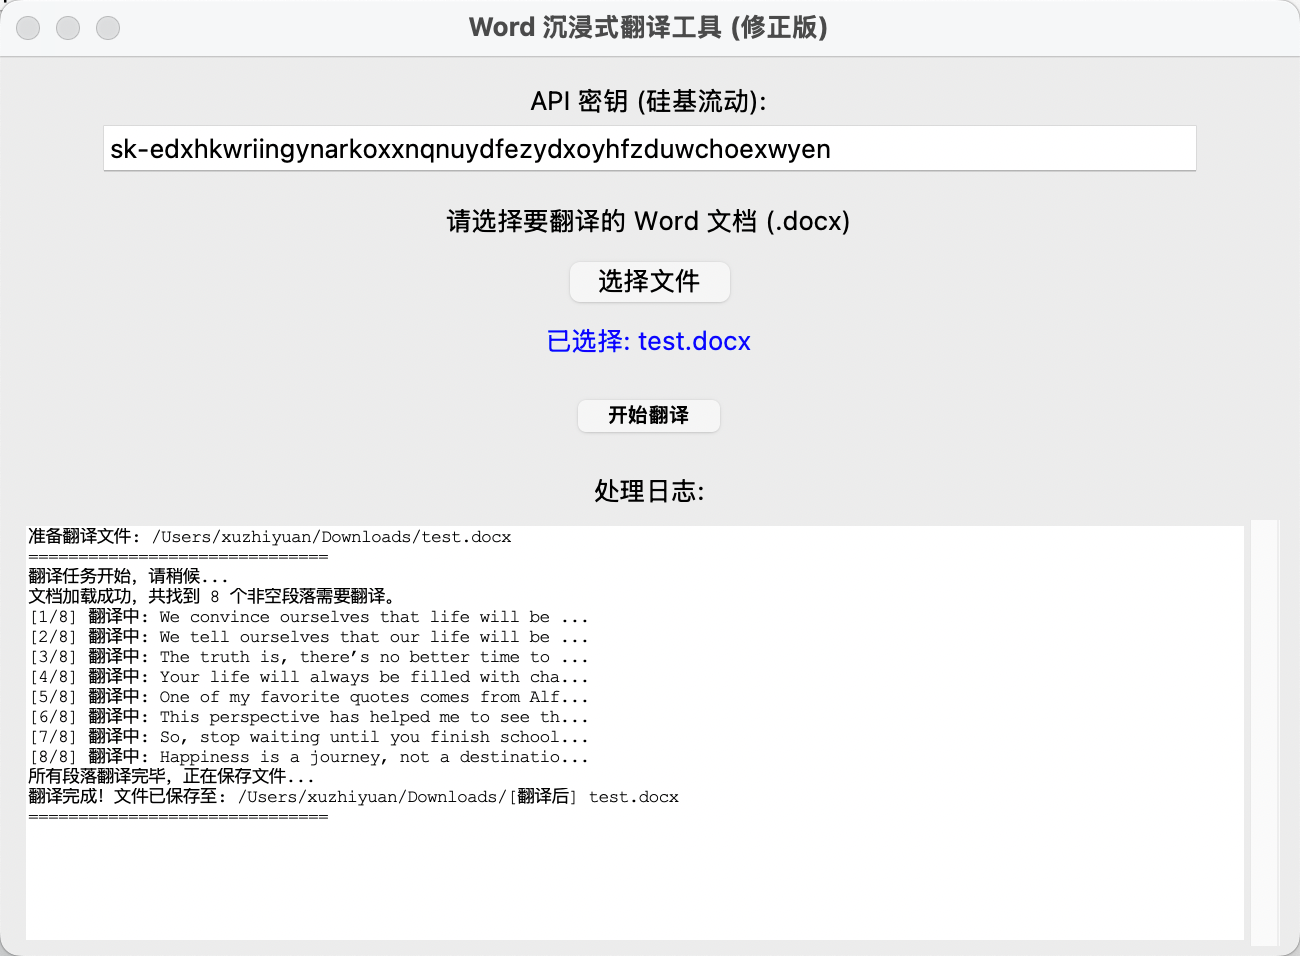 Word 沉浸式翻译工具 (修正版)
API 密钥 (硅基流动):
sk-edxhkwriingynarkoxxnqnuydfezydxoyhfzduwchoexwyen
请选择要翻译的 Word 文档 (.docx)
选择文件
已选择: test.docx
开始翻译
处理日志:
准备翻译文件: /Users/xuzhiyuan/Downloads/test.docx
==============================
翻译任务开始，请稍候...
文档加载成功，共找到 8 个非空段落需要翻译。
[1/8] 翻译中: We convince ourselves that life will be ...
[2/8] 翻译中: We tell ourselves that our life will be ...
[3/8] 翻译中: The truth is, there’s no better time to ...
[4/8] 翻译中: Your life will always be filled with cha...
[5/8] 翻译中: One of my favorite quotes comes from Alf...
[6/8] 翻译中: This perspective has helped me to see th...
[7/8] 翻译中: So, stop waiting until you finish school...
[8/8] 翻译中: Happiness is a journey, not a destinatio...
所有段落翻译完毕，正在保存文件...
翻译完成！文件已保存至: /Users/xuzhiyuan/Downloads/[翻译后] test.docx
==============================